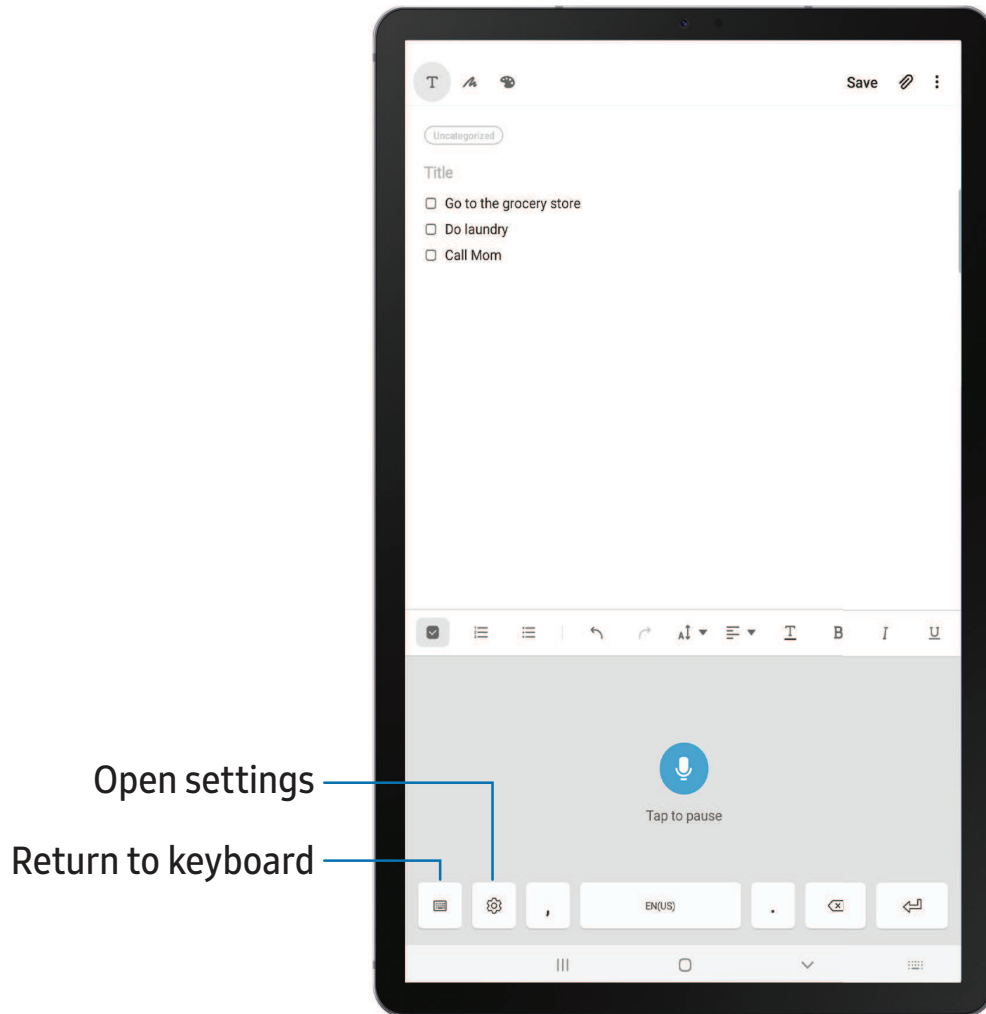 T
Save
Uncategorized
Title
Go to the grocery store
Do laundry
Call Mom
A T B I U
Tap to pause
Open settings
Return to keyboard
, EN(US) .